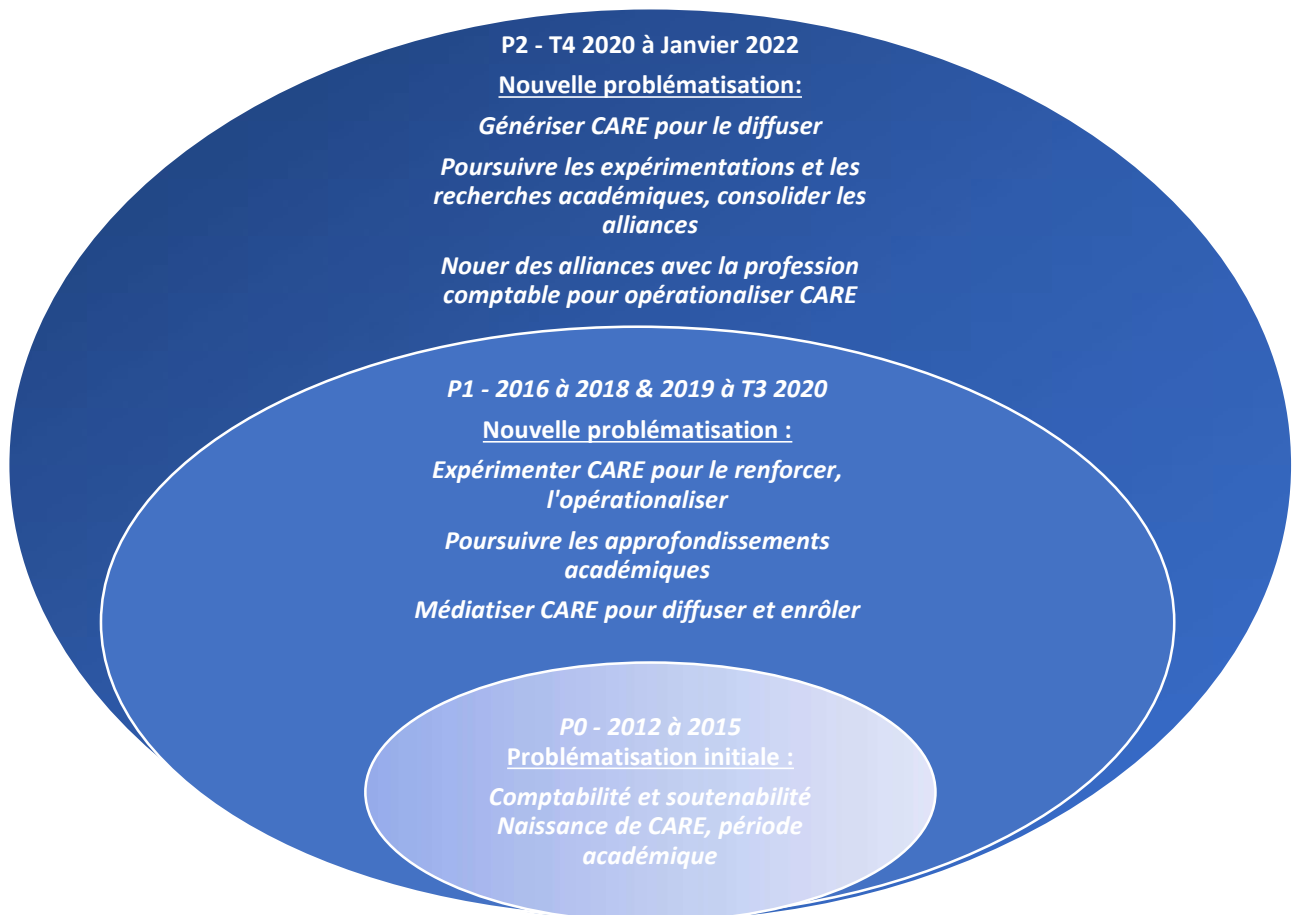 P2 - T4 2020 à Janvier 2022
Nouvelle problématisation:
Génériser CARE pour le diffuser
Poursuivre les expérimentations et les
recherches académiques, consolider les
alliances
Nouer des alliances avec la profession
comptable pour opérationaliser CARE
P1 - 2016 à 2018 & 2019 à T3 2020
Nouvelle problématisation :
Expérimenter CARE pour le renforcer,
l'opérationaliser
Poursuivre les approfondissements
académiques
Médiatiser CARE pour diffuser et enrôler
P0 - 2012 à 2015
Problématisation initiale :
Comptabilité et soutenabilité
Naissance de CARE, période
académique